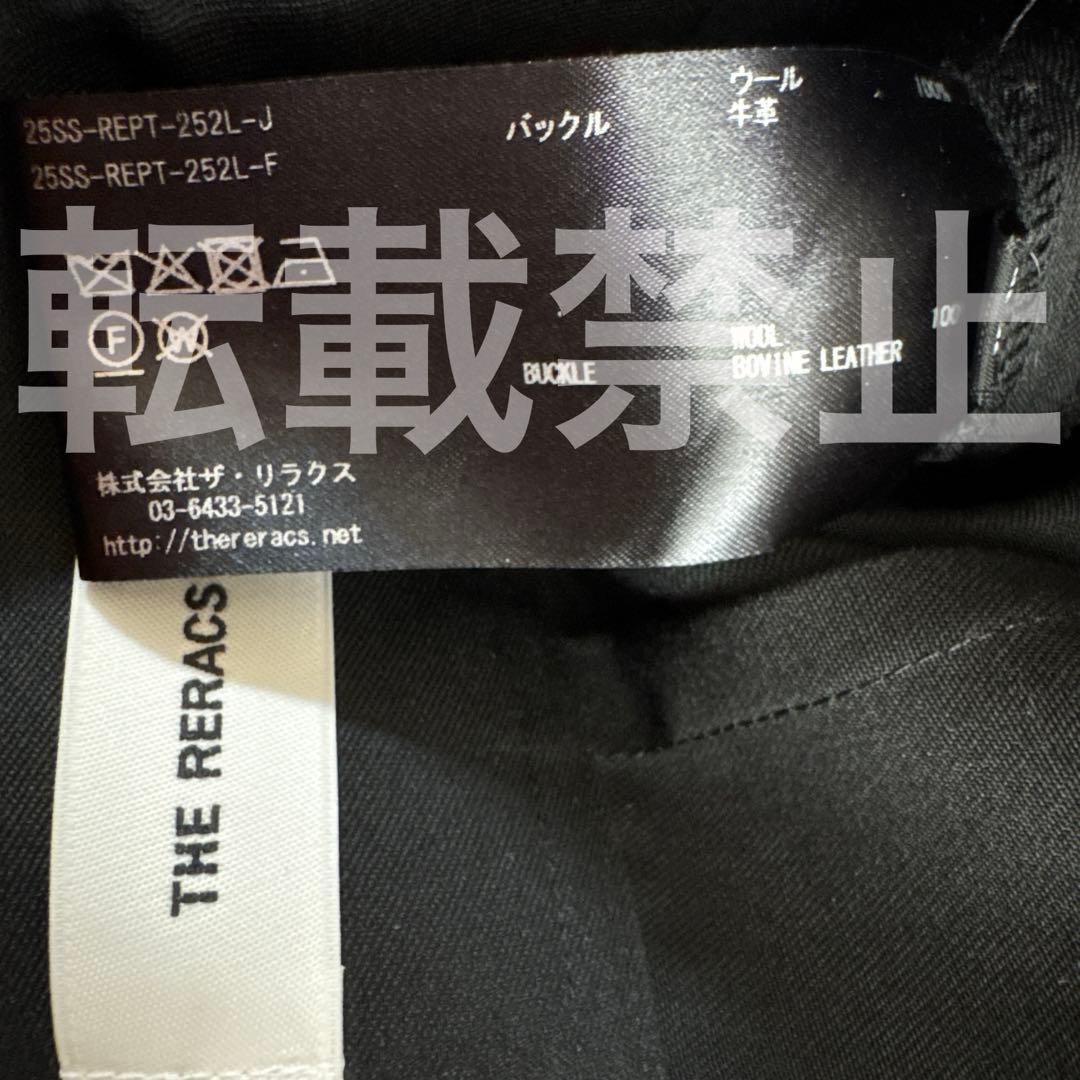 25SS-REPT-252L-J
25SS-REPT-252L-F
バックル
ウール 100%
牛革
転載禁止
F
W
BUCKLE
WOOL 100
BOVINE LEATHER
株式会社ザ・リラクス
03-6433-5121
http://thereracs.net
THE RERACS